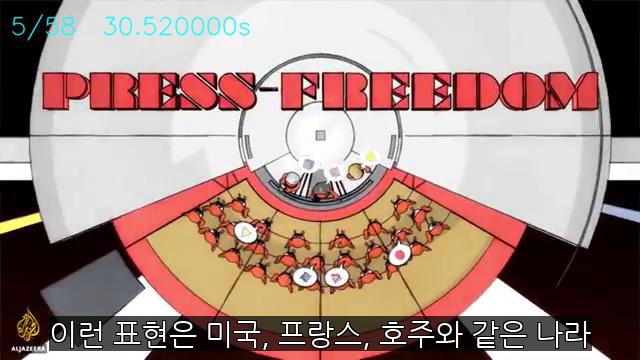 5/58 30.520000s
PRESS-FREEDOM
ALJAZEERA
이런 표현은 미국, 프랑스, 호주와 같은 나라